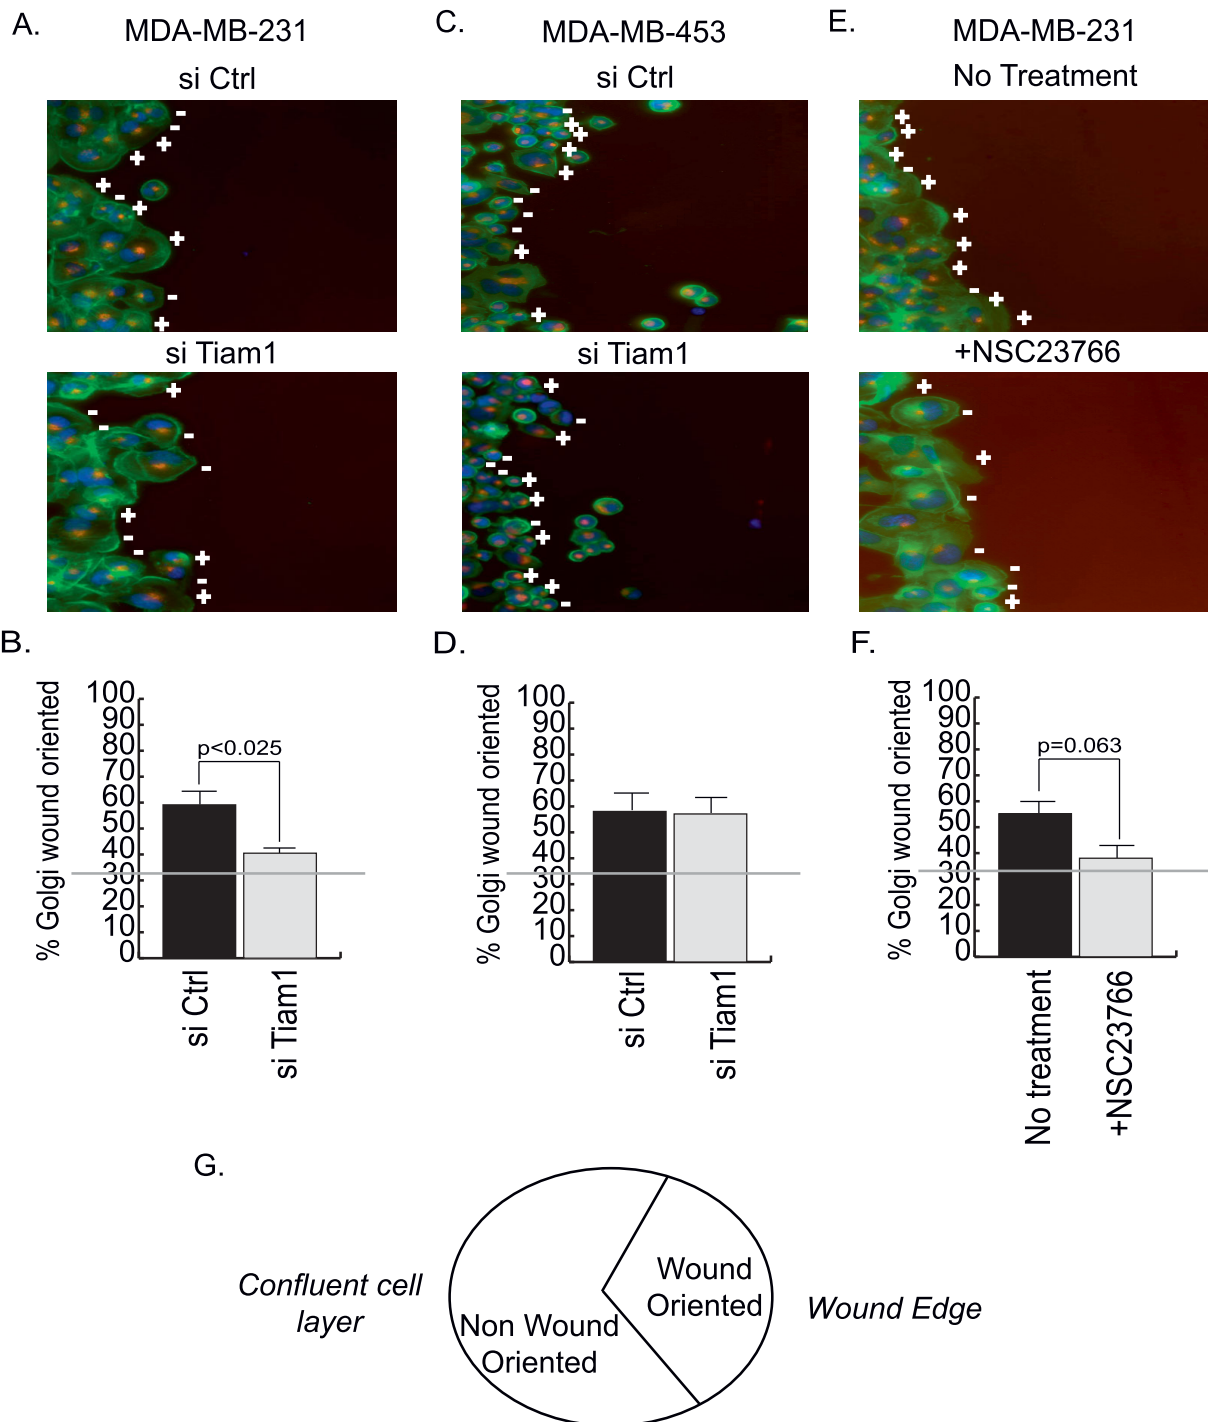 A.
MDA-MB-231
si Ctrl
si Tiam1
C.
MDA-MB-453
si Ctrl
si Tiam1
E.
MDA-MB-231
No Treatment
+NSC23766
B.
% Golgi wound oriented
100
90
80
70
60
50
40
30
20
10
0
p<0.025
si Ctrl
si Tiam1
D.
% Golgi wound oriented
100
90
80
70
60
50
40
30
20
10
0
si Ctrl
si Tiam1
F.
% Golgi wound oriented
100
90
80
70
60
50
40
30
20
10
0
p=0.063
No treatment
+NSC23766
G.
Confluent cell
layer
Non Wound
Oriented
Wound
Oriented
Wound Edge